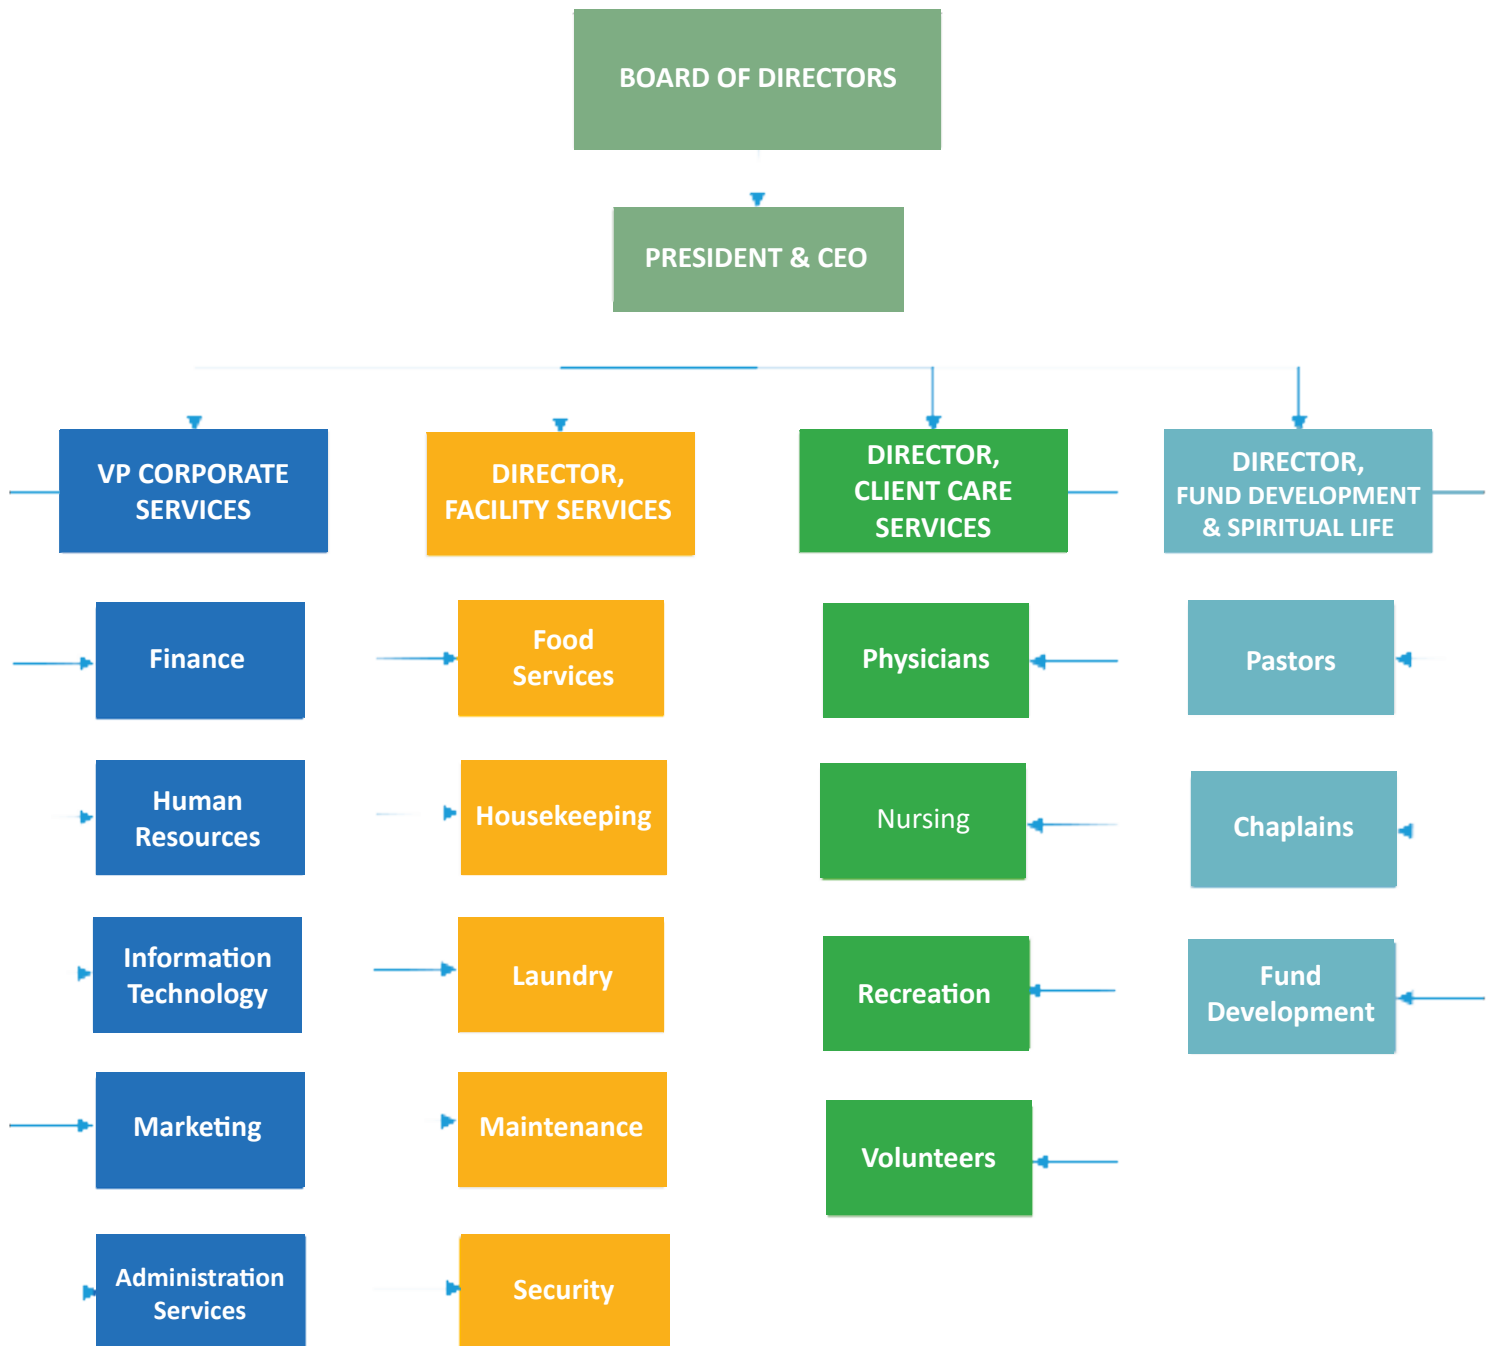 BOARD OF DIRECTORS
PRESIDENT & CEO
VP CORPORATE
SERVICES
DIRECTOR,
FACILITY SERVICES
DIRECTOR,
CLIENT CARE
SERVICES
DIRECTOR,
FUND DEVELOPMENT
& SPIRITUAL LIFE
Finance
Food
Services
Physicians
Pastors
Human
Resources
Housekeeping
Nursing
Chaplains
Information
Technology
Laundry
Recreation
Fund
Development
Marketing
Maintenance
Volunteers
Administration
Services
Security